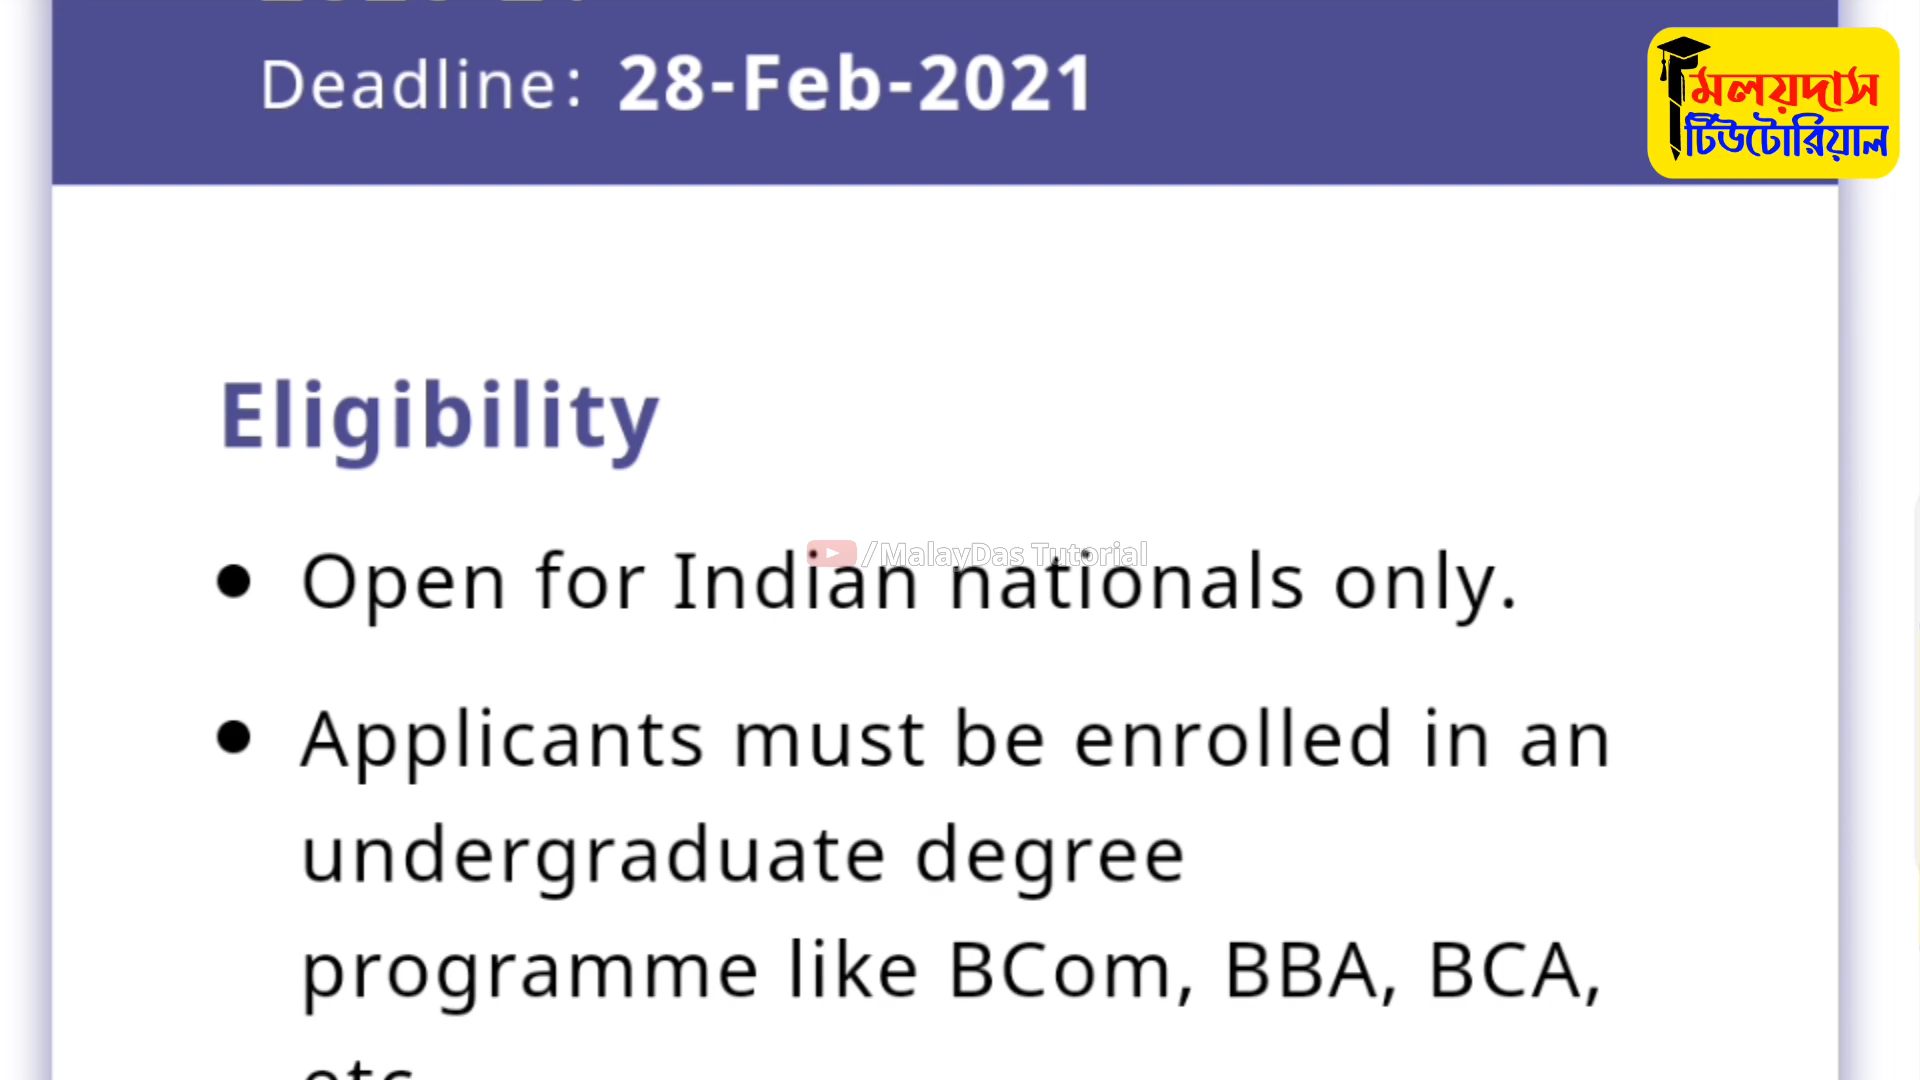 Deadline: 28-Feb-2021
মলয়দাস
টিউটোরিয়াল
Eligibility
/MalayDas Tutorial
• Open for Indian nationals only.
• Applicants must be enrolled in an
undergraduate degree
programme like BCom, BBA, BCA,
etc